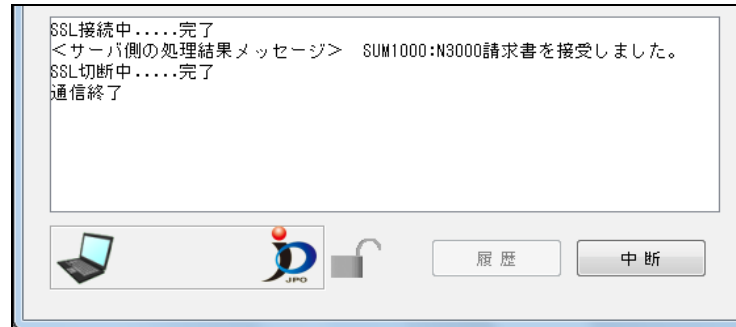 SSL接続中.....完了
<サーバ側の処理結果メッセージ> SUM1000:N3000請求書を接受しました。
SSL切断中.....完了
通信終了
JPO
履歴
中断